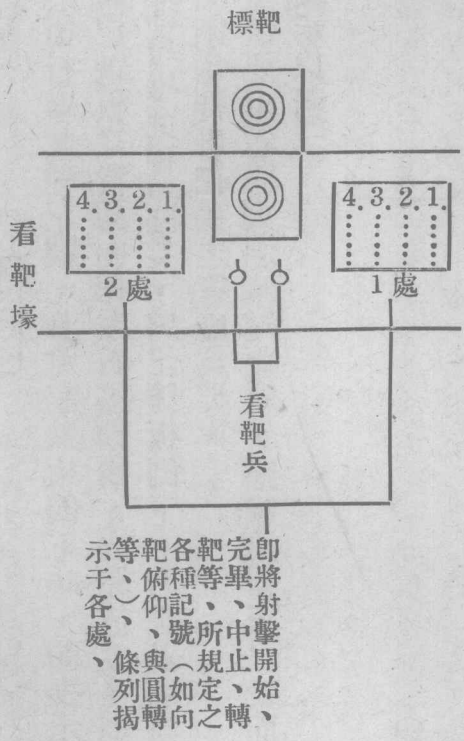 標靶
4. 3. 2. 1.
1處
4. 3. 2. 1.
2處
看靶壕
看靶兵
即將射擊開始、
完畢、中止、轉
靶等、所規定之
各種記號（如向
靶俯仰、與圓轉
等、）、條列揭
示于各處、